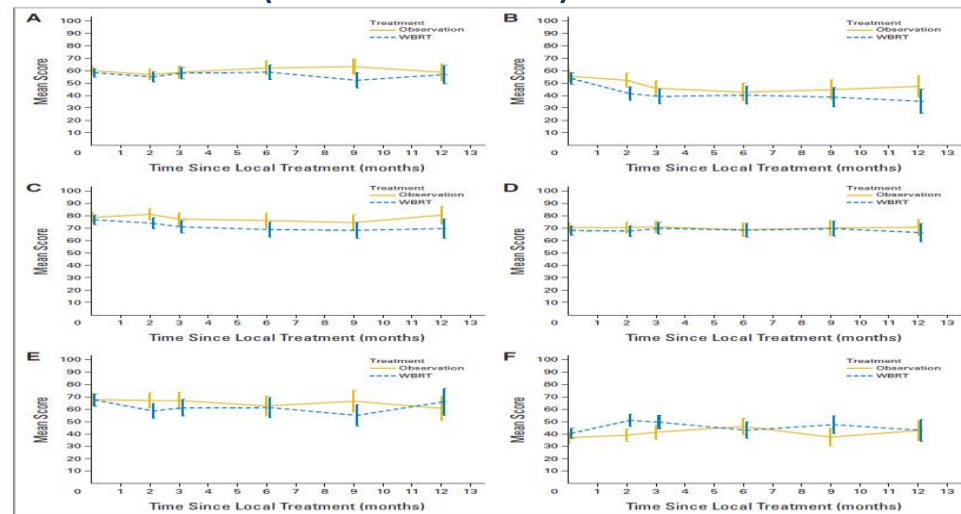 A
Mean Score
100
90
80
70
60
50
40
30
20
10
0
1 2 3 4 5 6 7 8 9 10 11 12 13
Time Since Local Treatment (months)
Treatment
Observation
WBRT
B
Mean Score
100
90
80
70
60
50
40
30
20
10
0
1 2 3 4 5 6 7 8 9 10 11 12 13
Time Since Local Treatment (months)
Treatment
Observation
WBRT
C
Mean Score
100
90
80
70
60
50
40
30
20
10
0
1 2 3 4 5 6 7 8 9 10 11 12 13
Time Since Local Treatment (months)
Treatment
Observation
WBRT
D
Mean Score
100
90
80
70
60
50
40
30
20
10
0
1 2 3 4 5 6 7 8 9 10 11 12 13
Time Since Local Treatment (months)
Treatment
Observation
WBRT
E
Mean Score
100
90
80
70
60
50
40
30
20
10
0
1 2 3 4 5 6 7 8 9 10 11 12 13
Time Since Local Treatment (months)
Treatment
Observation
WBRT
F
Mean Score
100
90
80
70
60
50
40
30
20
10
0
1 2 3 4 5 6 7 8 9 10 11 12 13
Time Since Local Treatment (months)
Treatment
Observation
WBRT